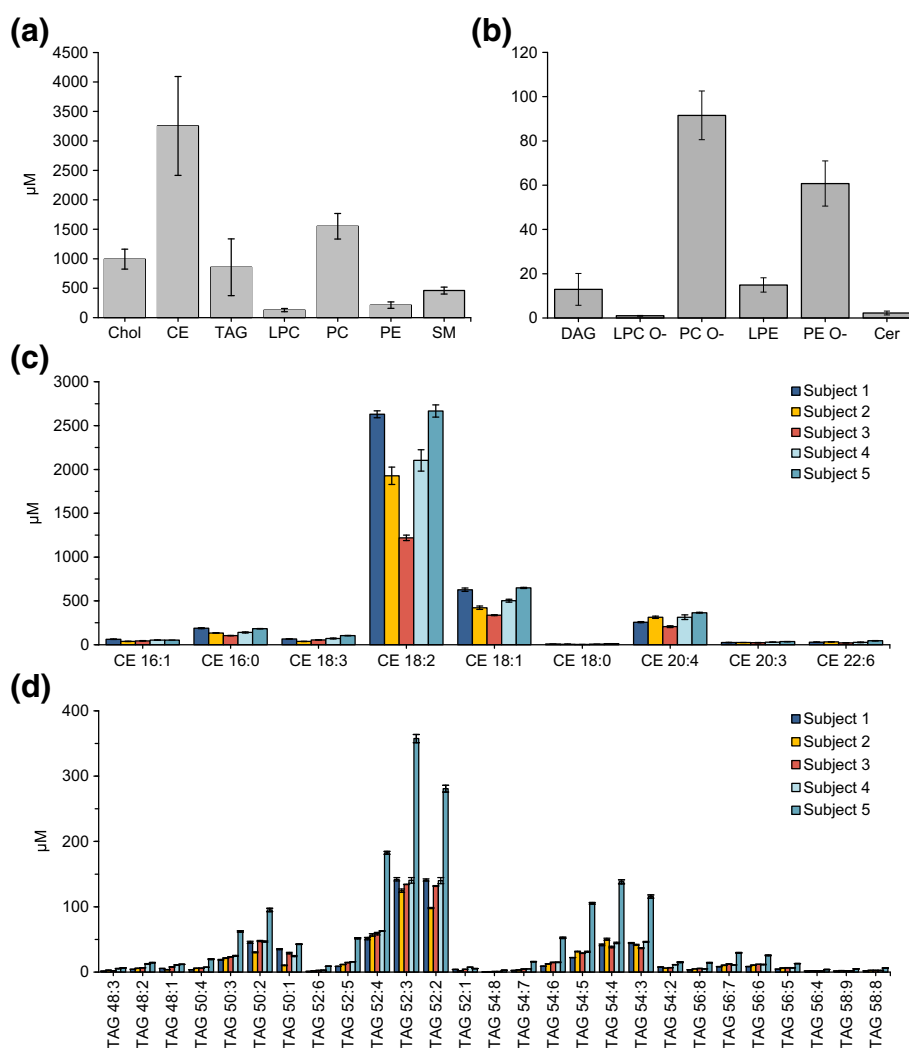 (a)
4500
4000
3500
3000
2500
2000
1500
1000
500
0
µM
Chol CE TAG LPC PC PE SM
(b)
120
100
80
60
40
20
0
DAG LPC O- PC O- LPE PE O- Cer
(c)
3000
2500
2000
1500
1000
500
0
µM
Subject 1
Subject 2
Subject 3
Subject 4
Subject 5
CE 16:1 CE 16:0 CE 18:3 CE 18:2 CE 18:1 CE 18:0 CE 20:4 CE 20:3 CE 22:6
(d)
400
300
200
100
0
µM
Subject 1
Subject 2
Subject 3
Subject 4
Subject 5
TAG 48:3
TAG 48:2
TAG 48:1
TAG 50:4
TAG 50:3
TAG 50:2
TAG 50:1
TAG 52:6
TAG 52:5
TAG 52:4
TAG 52:3
TAG 52:2
TAG 52:1
TAG 54:8
TAG 54:7
TAG 54:6
TAG 54:5
TAG 54:4
TAG 54:3
TAG 54:2
TAG 56:8
TAG 56:7
TAG 56:6
TAG 56:5
TAG 56:4
TAG 58:9
TAG 58:8